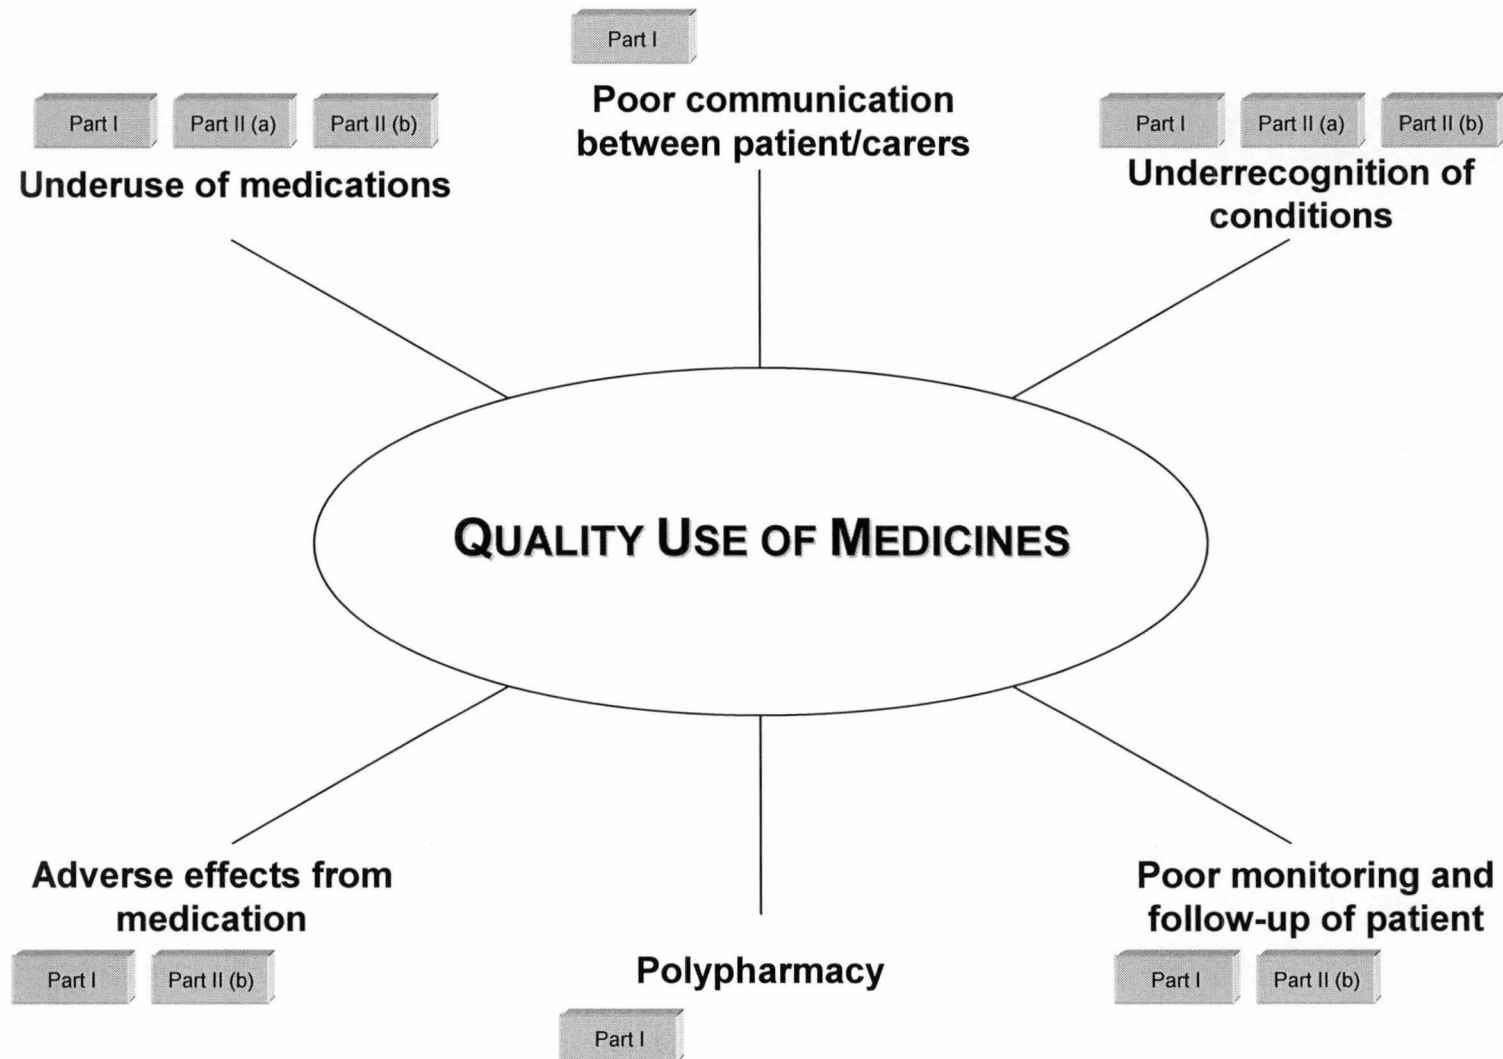 Part I
Poor communication
between patient/carers
Part I Part II (a) Part II (b)
Underuse of medications
Part I Part II (a) Part II (b)
Underrecognition of
conditions
QUALITY USE OF MEDICINES
Adverse effects from
medication
Part I Part II (b)
Polypharmacy
Part I
Poor monitoring and
follow-up of patient
Part I Part II (b)